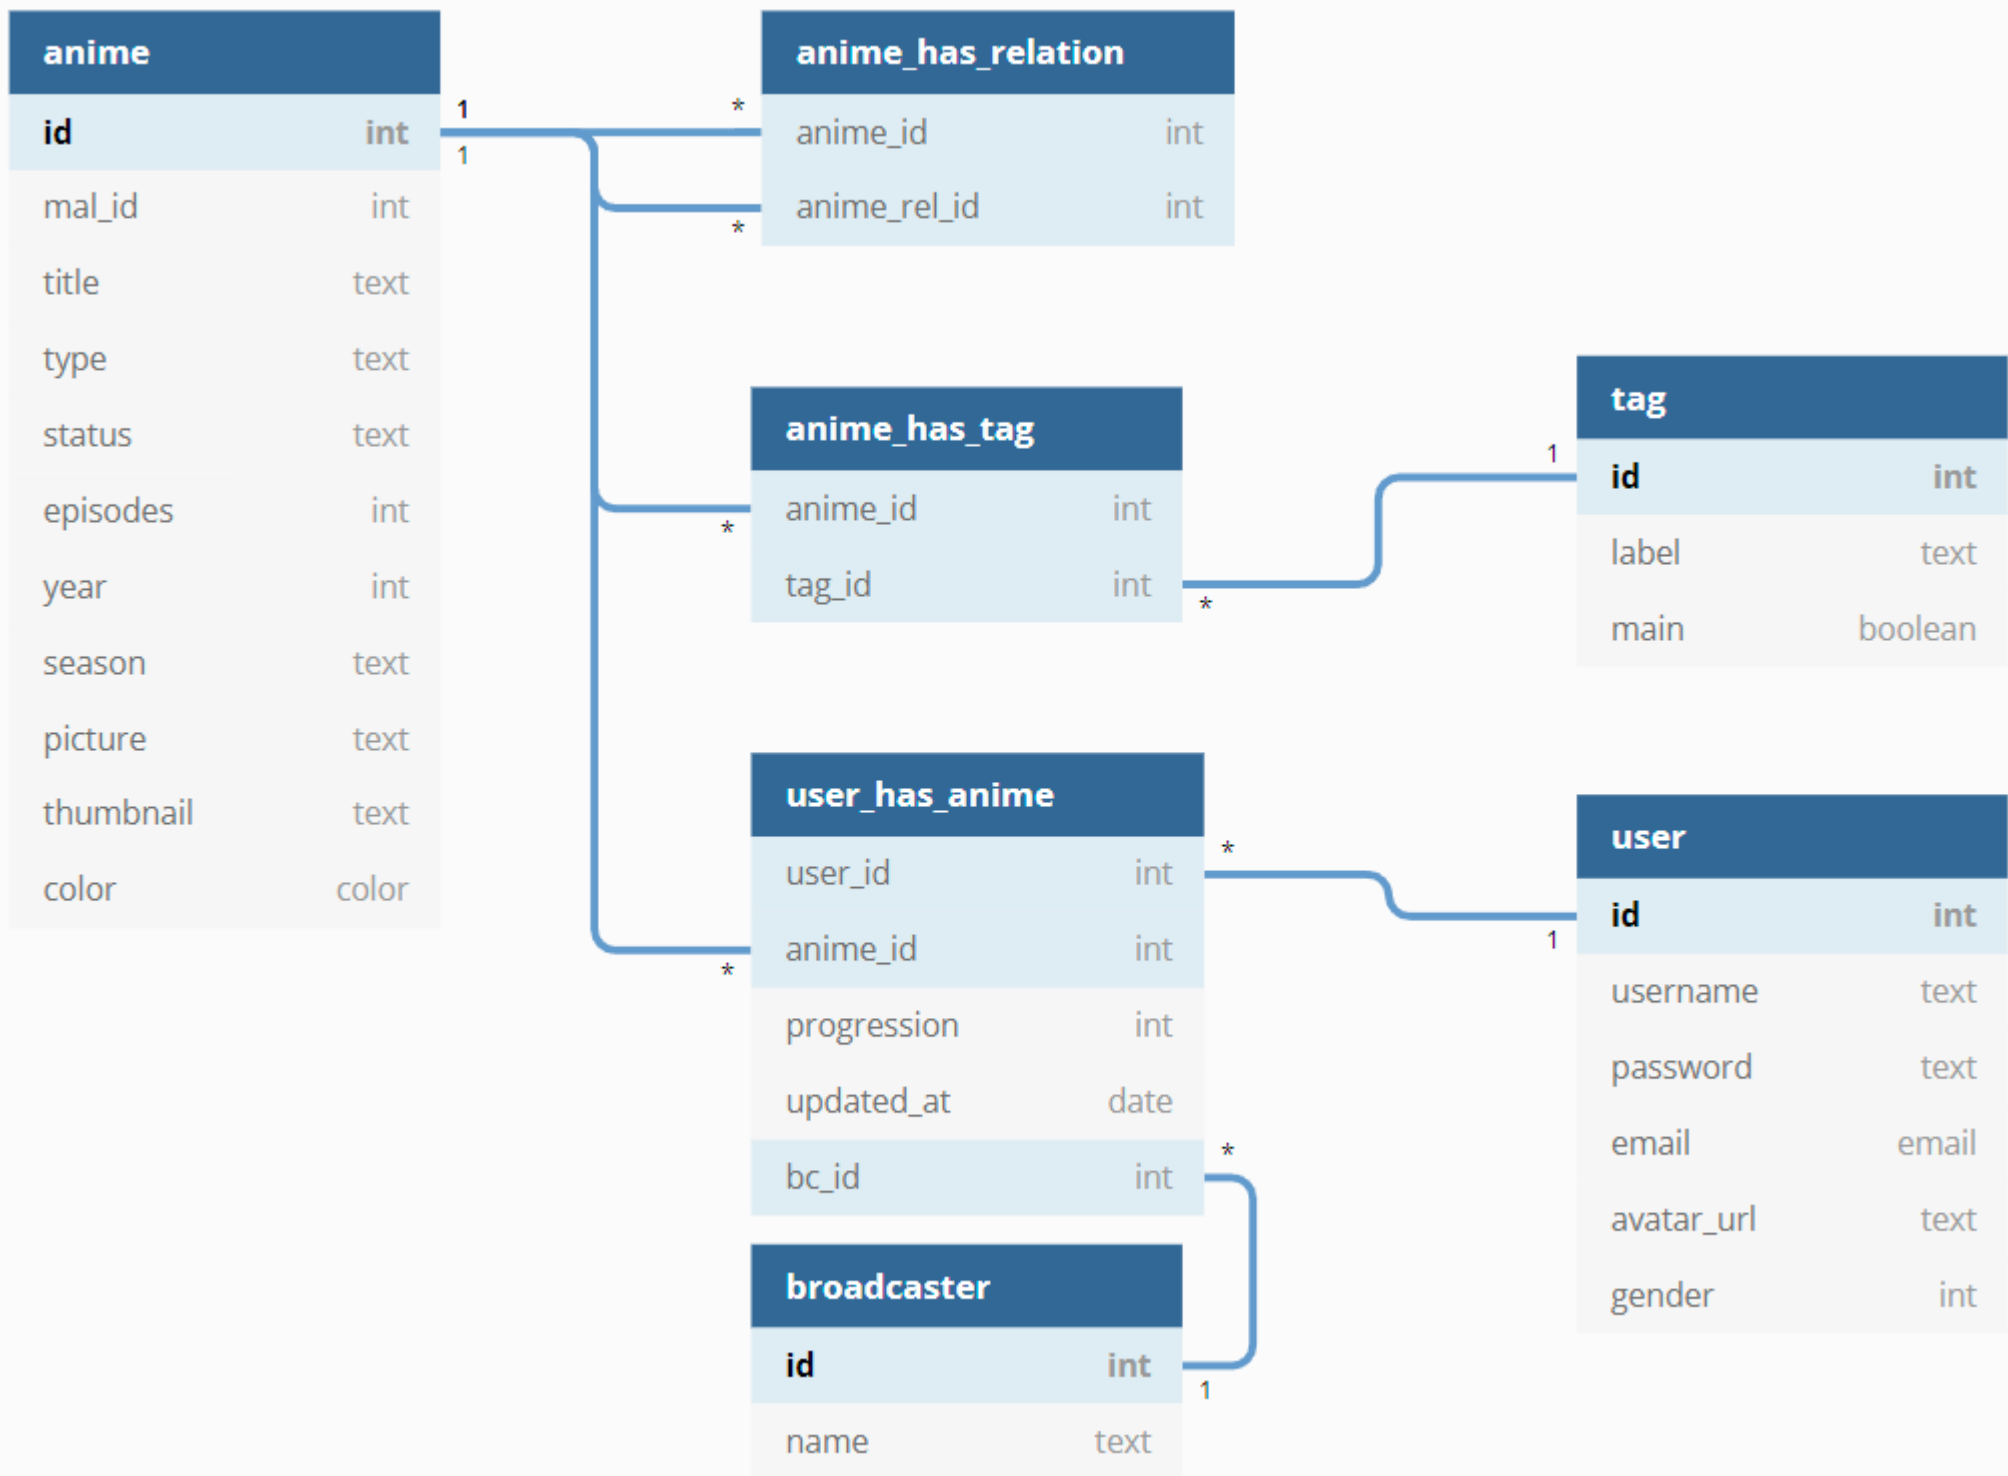 anime
id int
mal_id int
title text
type text
status text
episodes int
year int
season text
picture text
thumbnail text
color color
1
1
anime_has_relation
* anime_id int
* anime_rel_id int
anime_has_tag
* anime_id int
tag_id int *
tag
1 id int
label text
main boolean
user_has_anime
user_id int *
* anime_id int
progression int
updated_at date
bc_id int *
user
1 id int
username text
password text
email email
avatar_url text
gender int
broadcaster
id int 1
name text